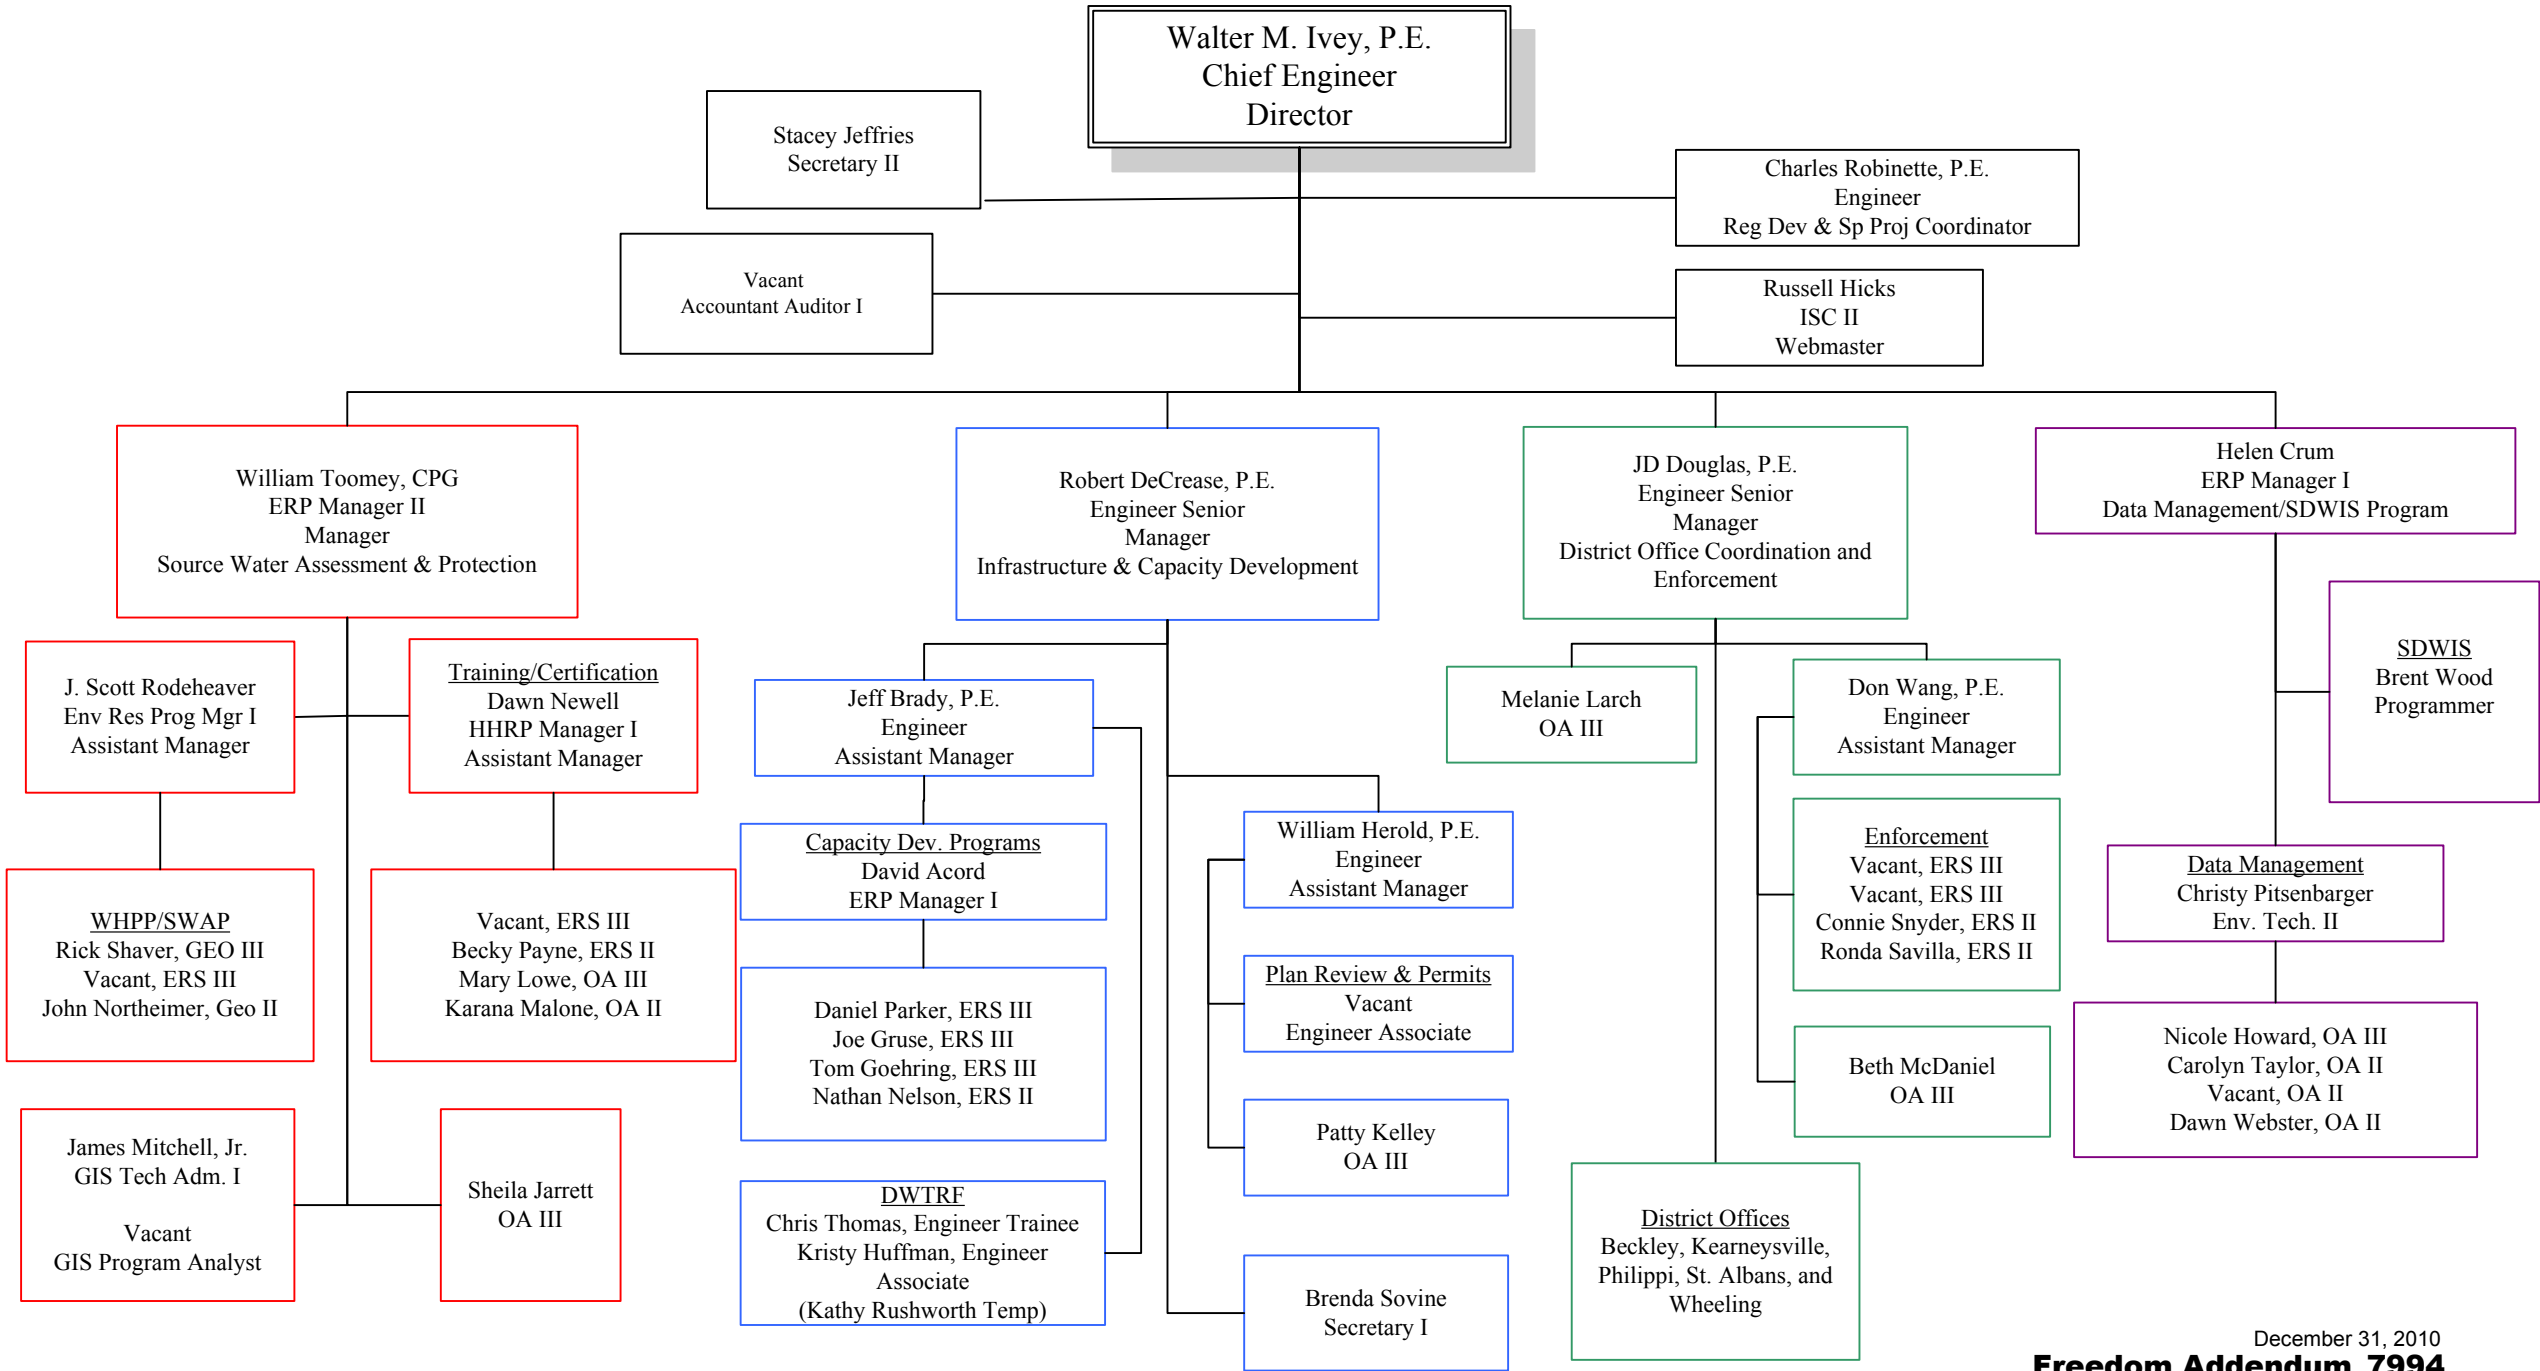 Walter M. Ivey, P.E.
Chief Engineer
Director
Stacey Jeffries
Secretary II
Charles Robinette, P.E.
Engineer
Reg Dev & Sp Proj Coordinator
Vacant
Accountant Auditor I
Russell Hicks
ISC II
Webmaster
William Toomey, CPG
ERP Manager II
Manager
Source Water Assessment & Protection
Robert DeCrease, P.E.
Engineer Senior
Manager
Infrastructure & Capacity Development
JD Douglas, P.E.
Engineer Senior
Manager
District Office Coordination and
Enforcement
Helen Crum
ERP Manager I
Data Management/SDWIS Program
J. Scott Rodeheaver
Env Res Prog Mgr I
Assistant Manager
Training/Certification
Dawn Newell
HHRP Manager I
Assistant Manager
WHPP/SWAP
Rick Shaver, GEO III
Vacant, ERS III
John Northeimer, Geo II
Vacant, ERS III
Becky Payne, ERS II
Mary Lowe, OA III
Karana Malone, OA II
James Mitchell, Jr.
GIS Tech Adm. I
Vacant
GIS Program Analyst
Sheila Jarrett
OA III
Jeff Brady, P.E.
Engineer
Assistant Manager
Capacity Dev. Programs
David Acord
ERP Manager I
Daniel Parker, ERS III
Joe Gruse, ERS III
Tom Goehring, ERS III
Nathan Nelson, ERS II
DWTRF
Chris Thomas, Engineer Trainee
Kristy Huffman, Engineer
Associate
(Kathy Rushworth Temp)
William Herold, P.E.
Engineer
Assistant Manager
Plan Review & Permits
Vacant
Engineer Associate
Patty Kelley
OA III
Brenda Sovine
Secretary I
Melanie Larch
OA III
Don Wang, P.E.
Engineer
Assistant Manager
Enforcement
Vacant, ERS III
Vacant, ERS III
Connie Snyder, ERS II
Ronda Savilla, ERS II
Beth McDaniel
OA III
District Offices
Beckley, Kearneysville,
Philippi, St. Albans, and
Wheeling
SDWIS
Brent Wood
Programmer
Data Management
Christy Pitsenbarger
Env. Tech. II
Nicole Howard, OA III
Carolyn Taylor, OA II
Vacant, OA II
Dawn Webster, OA II
December 31, 2010
Freedom Addendum_7994